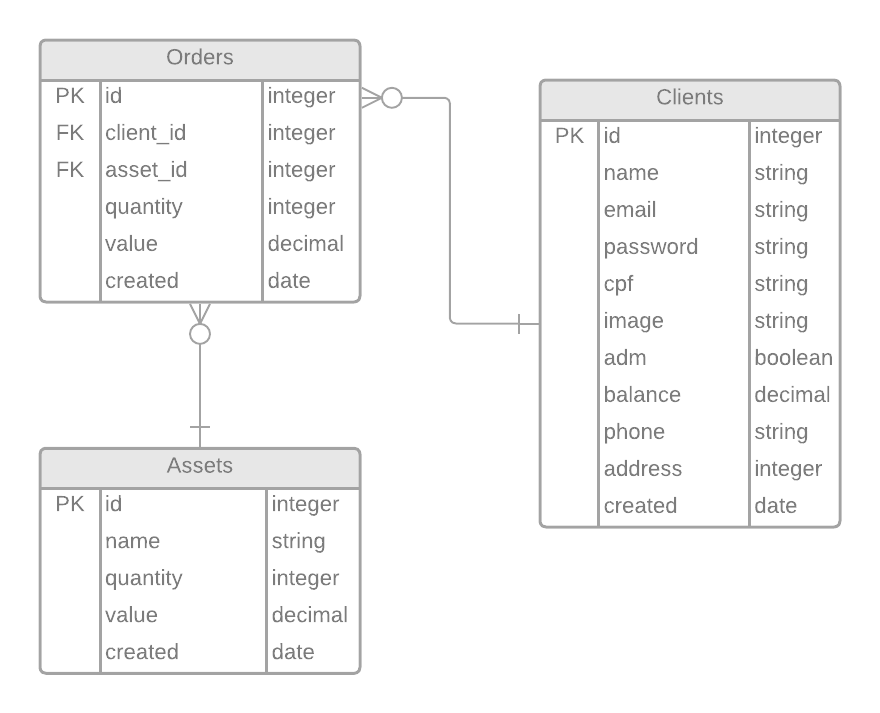 Orders
PK id integer
FK client_id integer
FK asset_id integer
quantity integer
value decimal
created date
Clients
PK id integer
name string
email string
password string
cpf string
image string
adm boolean
balance decimal
phone string
address integer
created date
Assets
PK id integer
name string
quantity integer
value decimal
created date